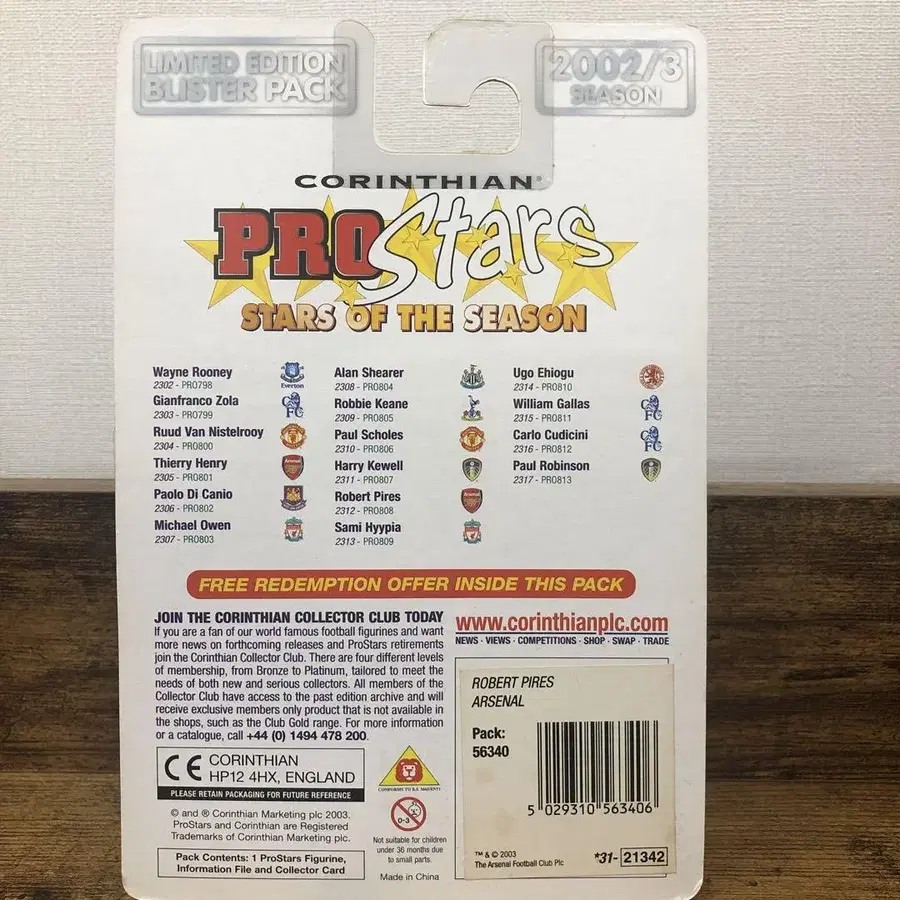 LIMITED EDITION
BLISTER PACK
2002/3
SEASON
CORINTHIAN®
PROStars
STARS OF THE SEASON
Wayne Rooney
2302 - PRO798
Everton
Gianfranco Zola
2303 - PRO799
Ruud Van Nistelrooy
2304 - PRO800
Thierry Henry
2305 - PRO801
Arsenal
Paolo Di Canio
2306 - PRO802
Michael Owen
2307 - PRO803
Alan Shearer
2308 - PRO804
Robbie Keane
2309 - PRO805
Paul Scholes
2310 - PRO806
Harry Kewell
2311 - PRO807
Robert Pires
2312 - PRO808
Arsenal
Sami Hyypia
2313 - PRO809
Ugo Ehiogu
2314 - PRO810
William Gallas
2315 - PRO811
Carlo Cudicini
2316 - PRO812
Paul Robinson
2317 - PRO813
FREE REDEMPTION OFFER INSIDE THIS PACK
JOIN THE CORINTHIAN COLLECTOR CLUB TODAY
If you are a fan of our world famous football figurines and want
more news on forthcoming releases and ProStars retirements
join the Corinthian Collector Club. There are four different levels
of membership, from Bronze to Platinum, tailored to meet the
needs of both new and serious collectors. All members of the
Collector Club have access to the past edition archive and will
receive exclusive members only product that is not available in
the shops, such as the Club Gold range. For more information
or a catalogue, call +44 (0) 1494 478 200.
CE CORINTHIAN
HP12 4HX, ENGLAND
PLEASE RETAIN PACKAGING FOR FUTURE REFERENCE
© and ® Corinthian Marketing plc 2003.
ProStars and Corinthian are Registered
Trademarks of Corinthian Marketing plc.
Pack Contents: 1 ProStars Figurine,
Information File and Collector Card
0-3
Not suitable for children
under 36 months due
to small parts.
Made in China
www.corinthianplc.com
NEWS · VIEWS · COMPETITIONS · SHOP · SWAP · TRADE
ROBERT PIRES
ARSENAL
Pack:
56340
5 029310 563406
™ & © 2003
The Arsenal Football Club Plc
*31- 21342